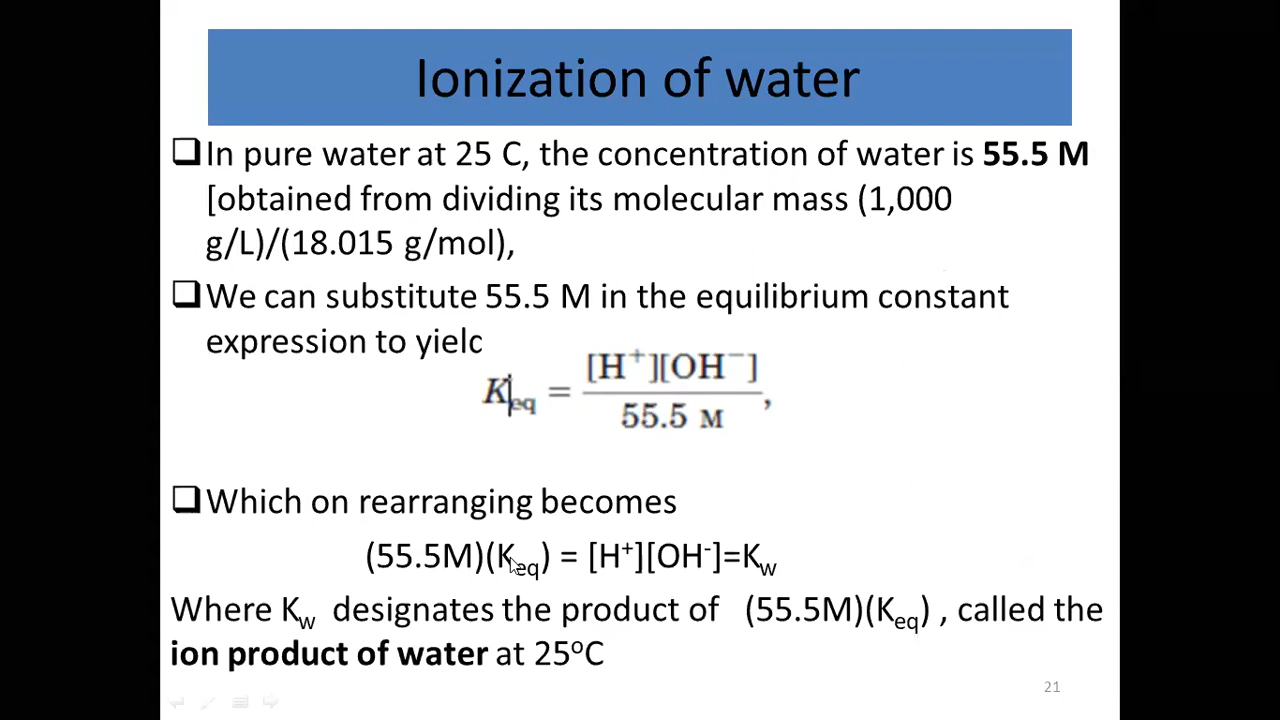 Ionization of water
❑In pure water at 25 C, the concentration of water is 55.5 M
[obtained from dividing its molecular mass (1,000
g/L)/(18.015 g/mol),
❑We can substitute 55.5 M in the equilibrium constant
expression to yield
Keq = [H⁺][OH⁻] / 55.5 M,
❑Which on rearranging becomes
(55.5M)(Keq) = [H⁺][OH⁻]=Kw
Where Kw designates the product of (55.5M)(Keq) , called the
ion product of water at 25ᵒC
21